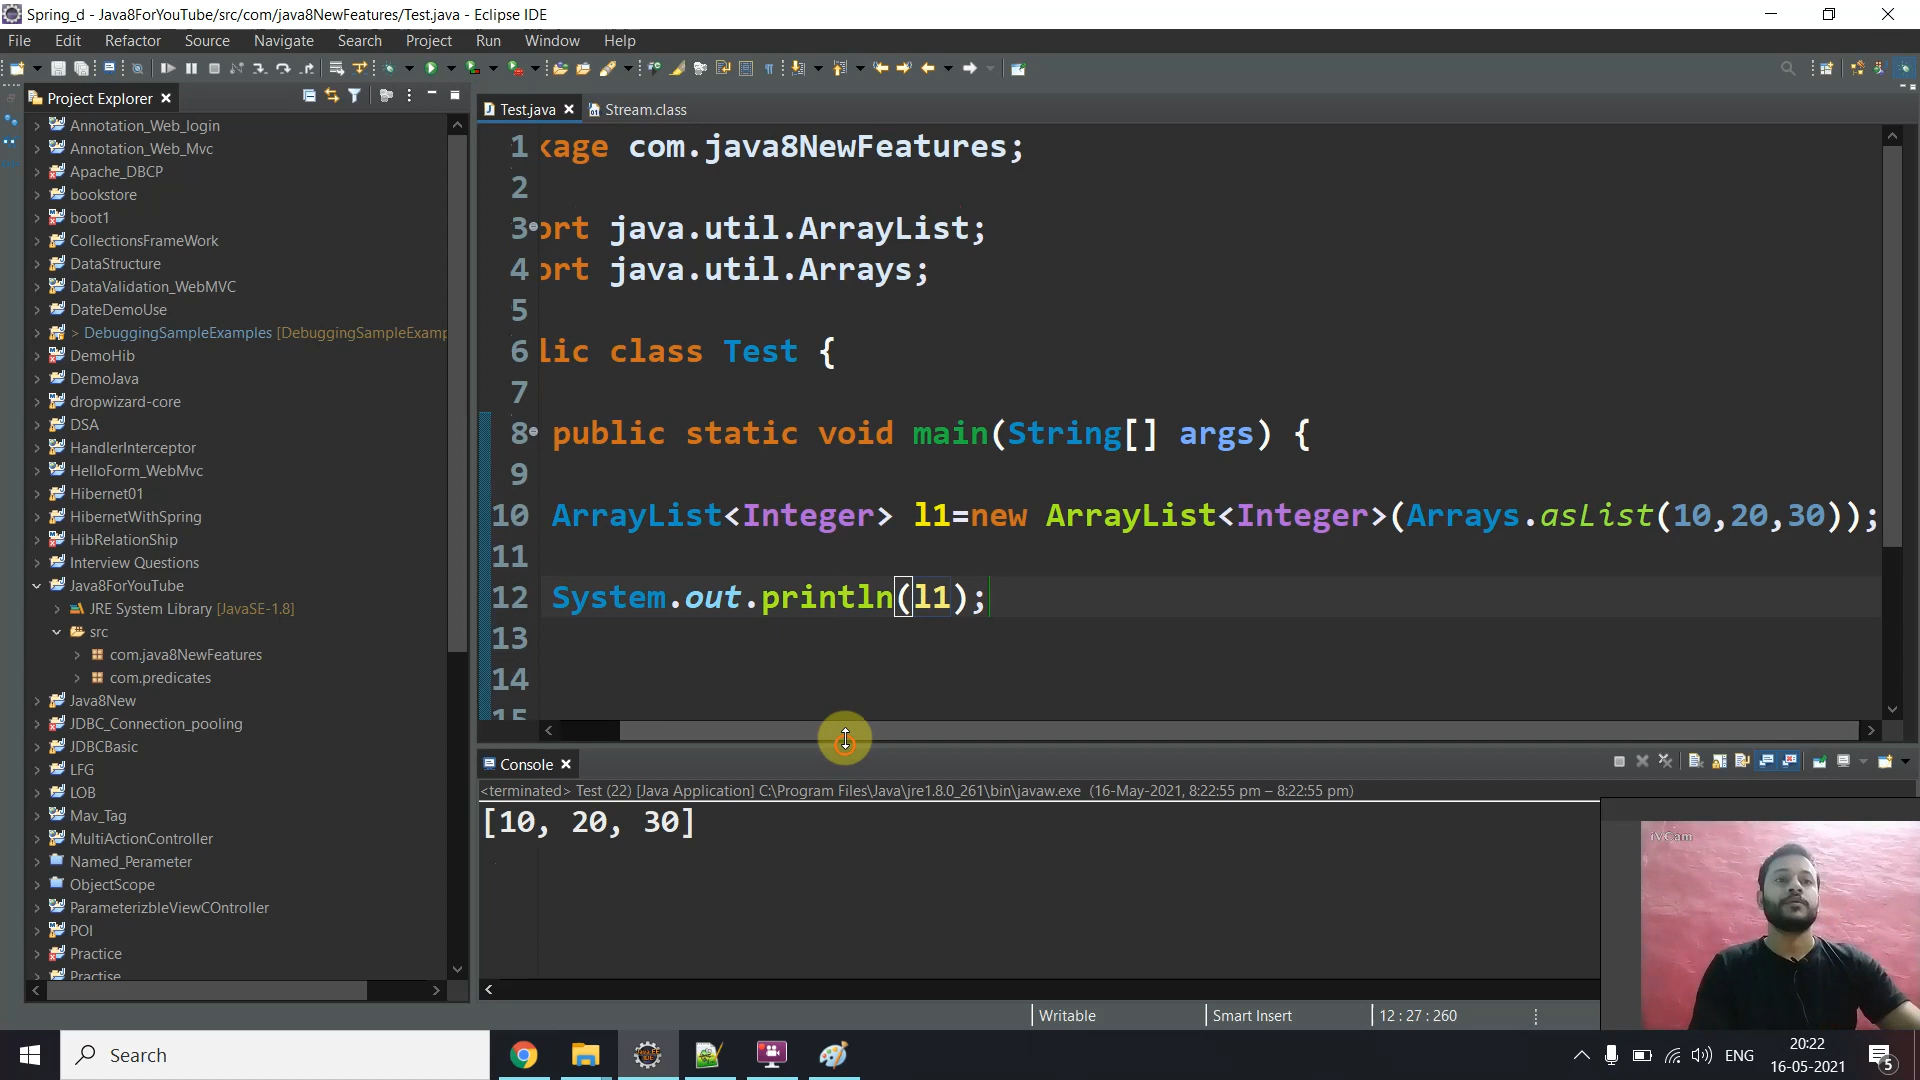 Spring_d - Java8ForYouTube/src/com/java8NewFeatures/Test.java - Eclipse IDE
File Edit Refactor Source Navigate Search Project Run Window Help
Project Explorer
Annotation_Web_login
Annotation_Web_Mvc
Apache_DBCP
bookstore
boot1
CollectionsFrameWork
DataStructure
DataValidation_WebMVC
DateDemoUse
> DebuggingSampleExamples [DebuggingSampleExamp
DemoHib
DemoJava
dropwizard-core
DSA
HandlerInterceptor
HelloForm_WebMvc
Hibernet01
HibernetWithSpring
HibRelationShip
Interview Questions
Java8ForYouTube
JRE System Library [JavaSE-1.8]
src
com.java8NewFeatures
com.predicates
Java8New
JDBC_Connection_pooling
JDBCBasic
LFG
LOB
Mav_Tag
MultiActionController
Named_Perameter
ObjectScope
ParameterizbleViewCOntroller
POI
Practice
Practise
Test.java Stream.class
1 kage com.java8NewFeatures;
2
3 ort java.util.ArrayList;
4 ort java.util.Arrays;
5
6 lic class Test {
7
8 public static void main(String[] args) {
9
10 ArrayList<Integer> l1=new ArrayList<Integer>(Arrays.asList(10,20,30));
11
12 System.out.println(l1);
13
14
15
Console
<terminated> Test (22) [Java Application] C:\Program Files\Java\jre1.8.0_261\bin\javaw.exe (16-May-2021, 8:22:55 pm – 8:22:55 pm)
[10, 20, 30]
iVCam
Writable Smart Insert 12 : 27 : 260
Search
ENG
20:22
16-05-2021
5